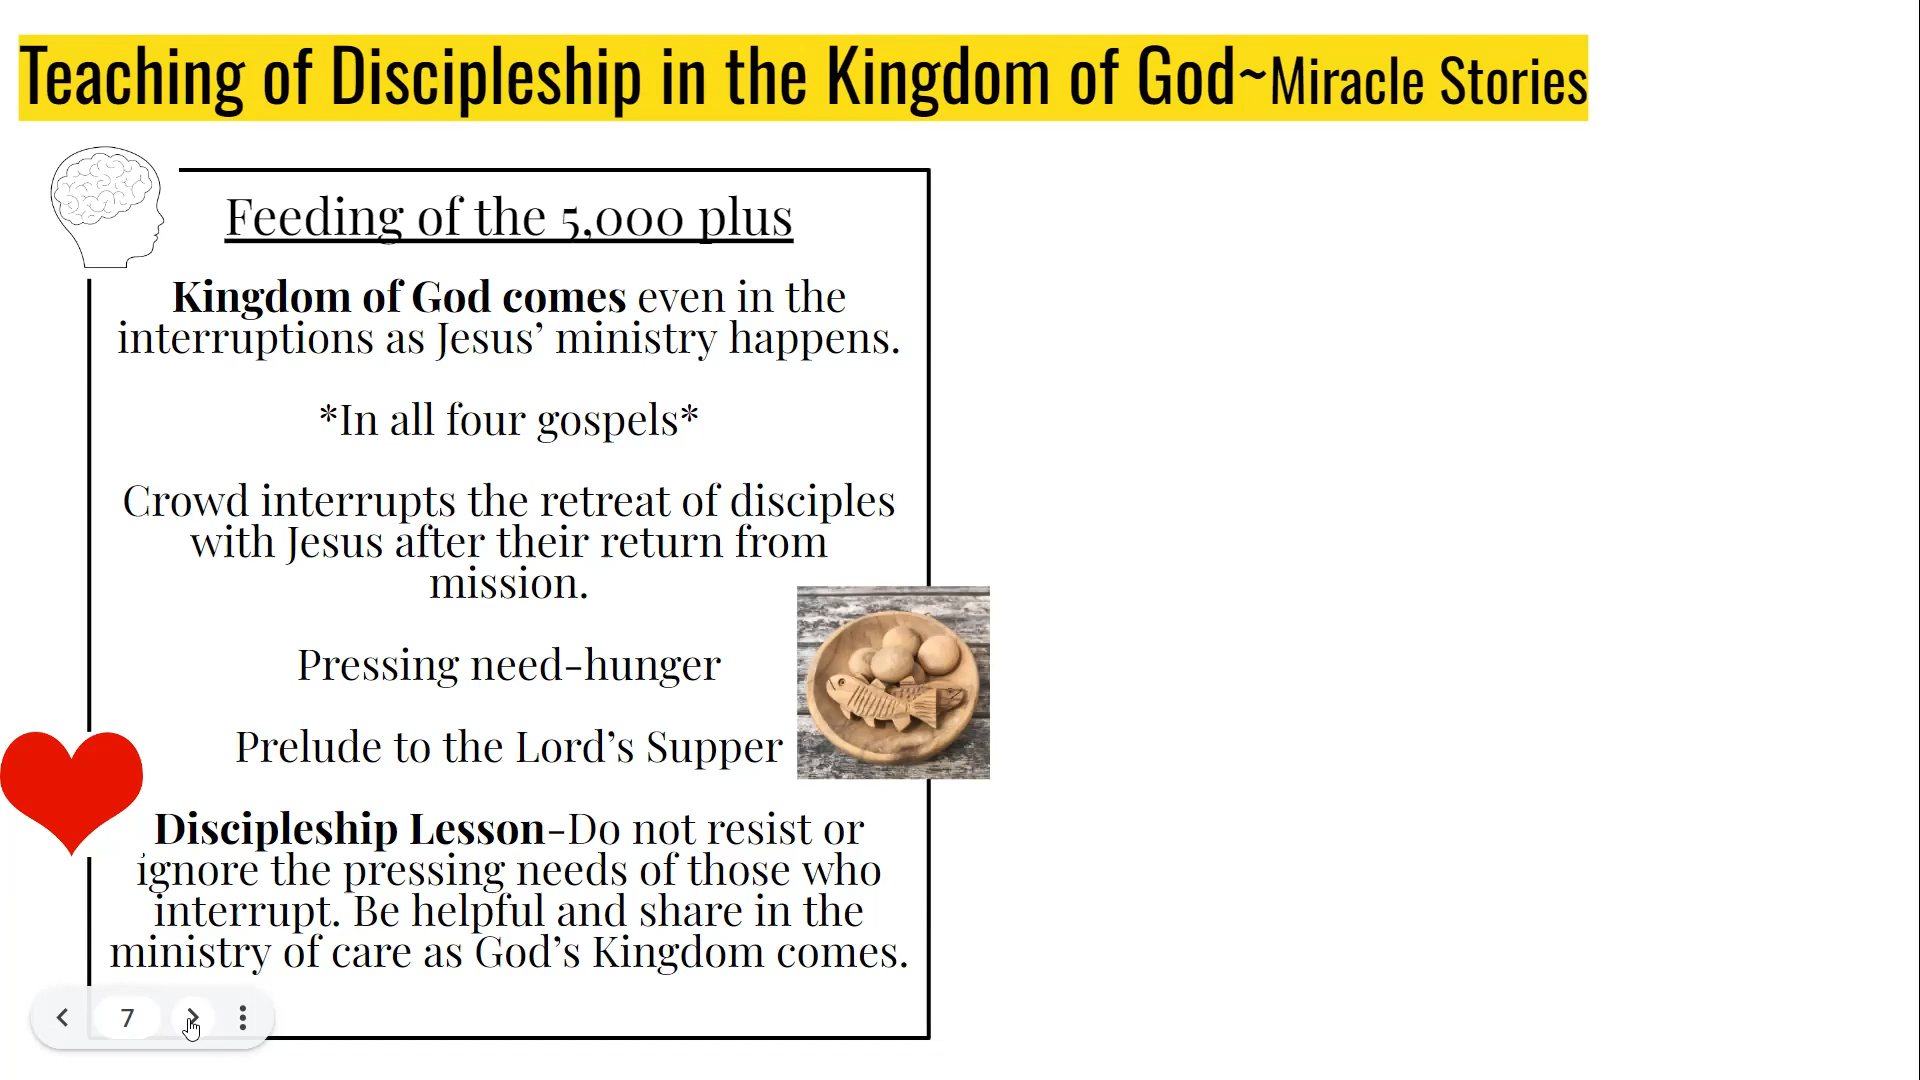 Teaching of Discipleship in the Kingdom of God~Miracle Stories
Feeding of the 5,000 plus
Kingdom of God comes even in the
interruptions as Jesus’ ministry happens.
*In all four gospels*
Crowd interrupts the retreat of disciples
with Jesus after their return from
mission.
Pressing need-hunger
Prelude to the Lord’s Supper
Discipleship Lesson-Do not resist or
ignore the pressing needs of those who
interrupt. Be helpful and share in the
ministry of care as God’s Kingdom comes.
7